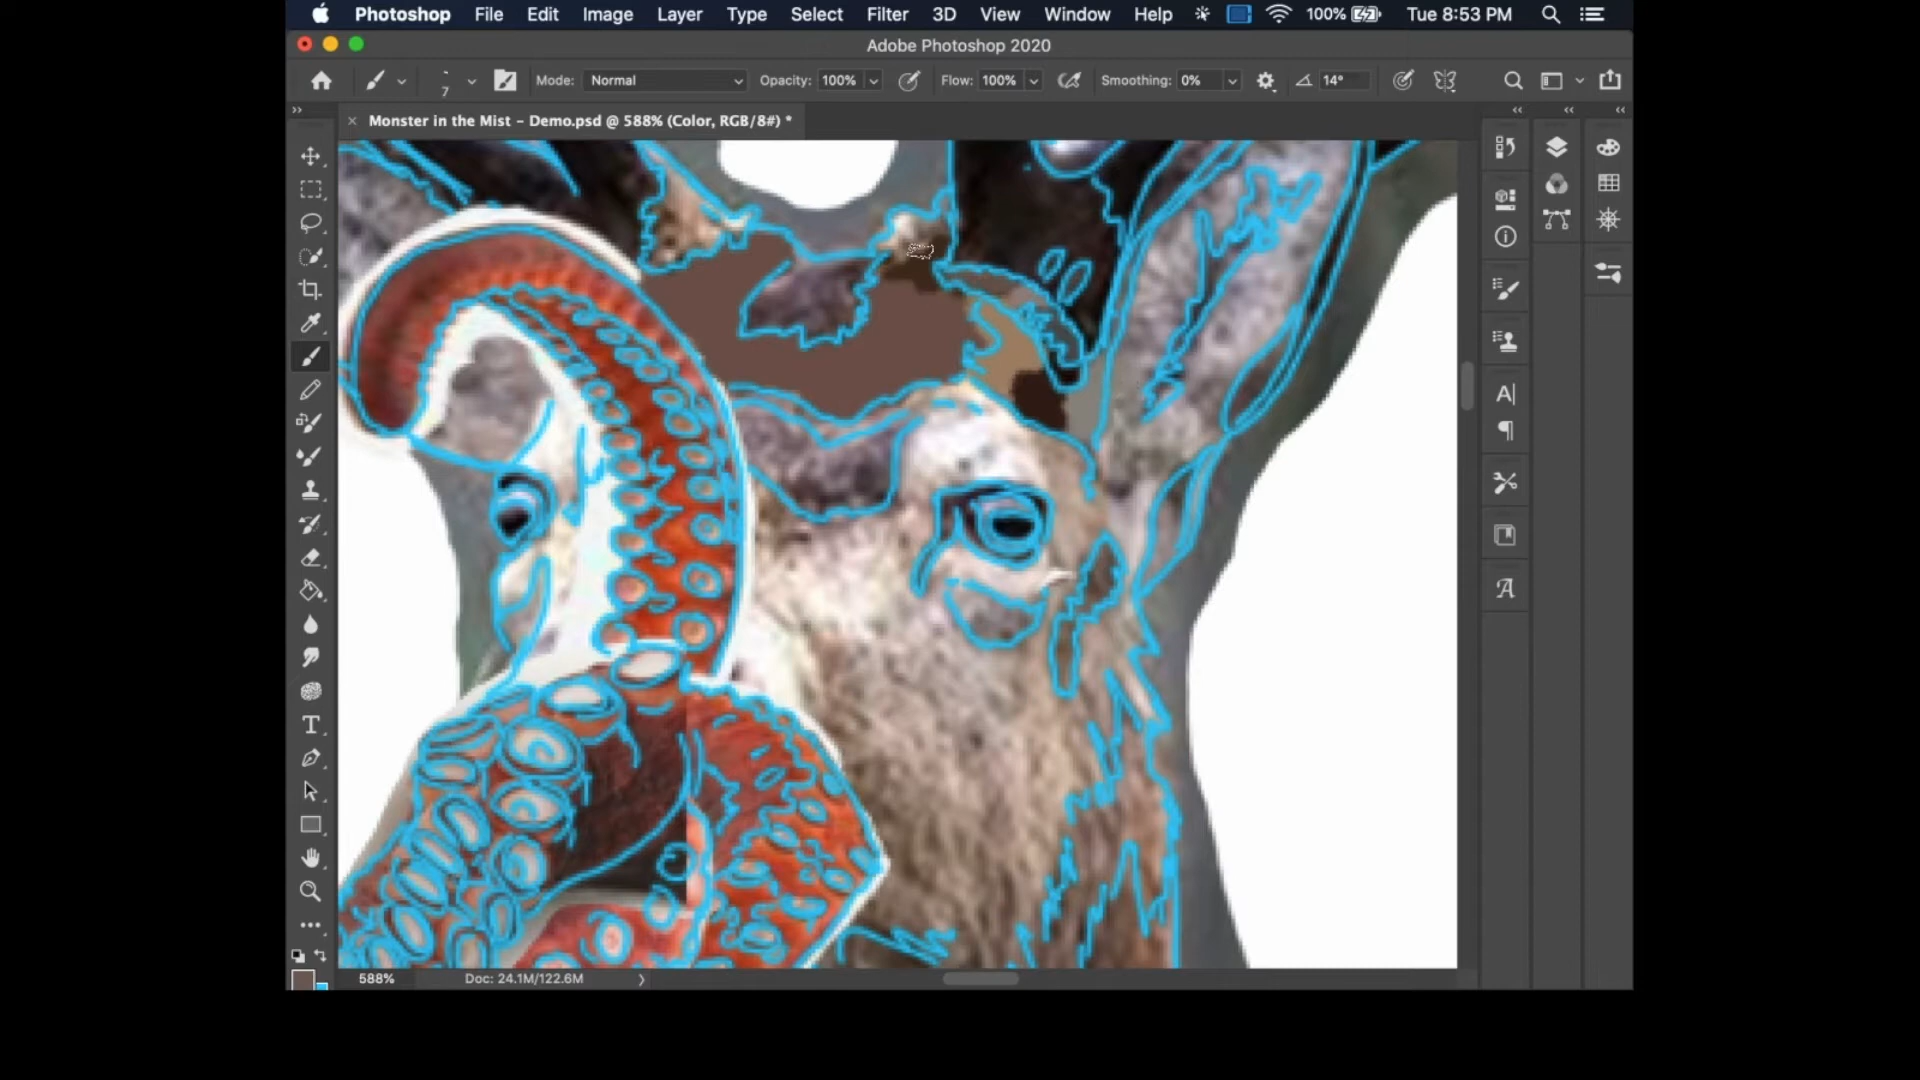 Photoshop File Edit Image Layer Type Select Filter 3D View Window Help 100% Tue 8:53 PM
Adobe Photoshop 2020
7 Mode: Normal Opacity: 100% Flow: 100% Smoothing: 0% 14°
Monster in the Mist – Demo.psd @ 588% (Color, RGB/8#) *
588% Doc: 24.1M/122.6M